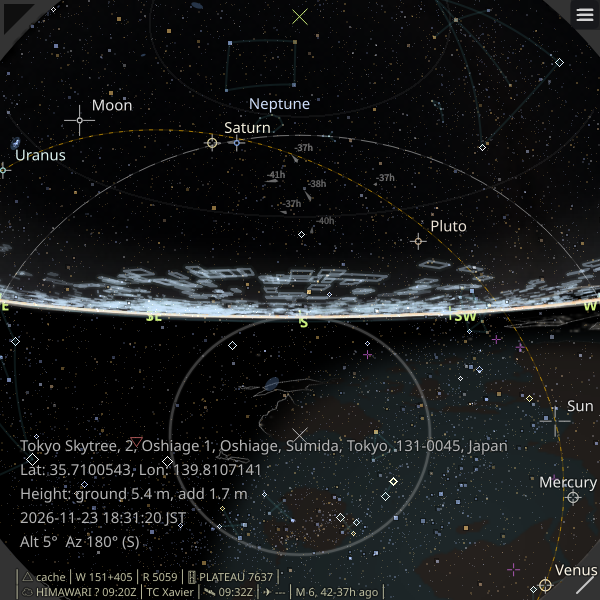 Moon
Neptune
Saturn
Uranus
-37h
-41h
-38h
-37h
-37h
-40h
Pluto
E
SE
S
SW
W
Sun
Tokyo Skytree, 2, Oshiage 1, Oshiage, Sumida, Tokyo, 131-0045, Japan
Lat: 35.7100543, Lon: 139.8107141
Mercury
Height: ground 5.4 m, add 1.7 m
2026-11-23 18:31:20 JST
Alt 5° Az 180° (S)
Venus
cache | W 151+405 | R 5059 | PLATEAU 7637 |
HIMAWARI ? 09:20Z | TC Xavier | 09:32Z | --- | M 6, 42-37h ago |